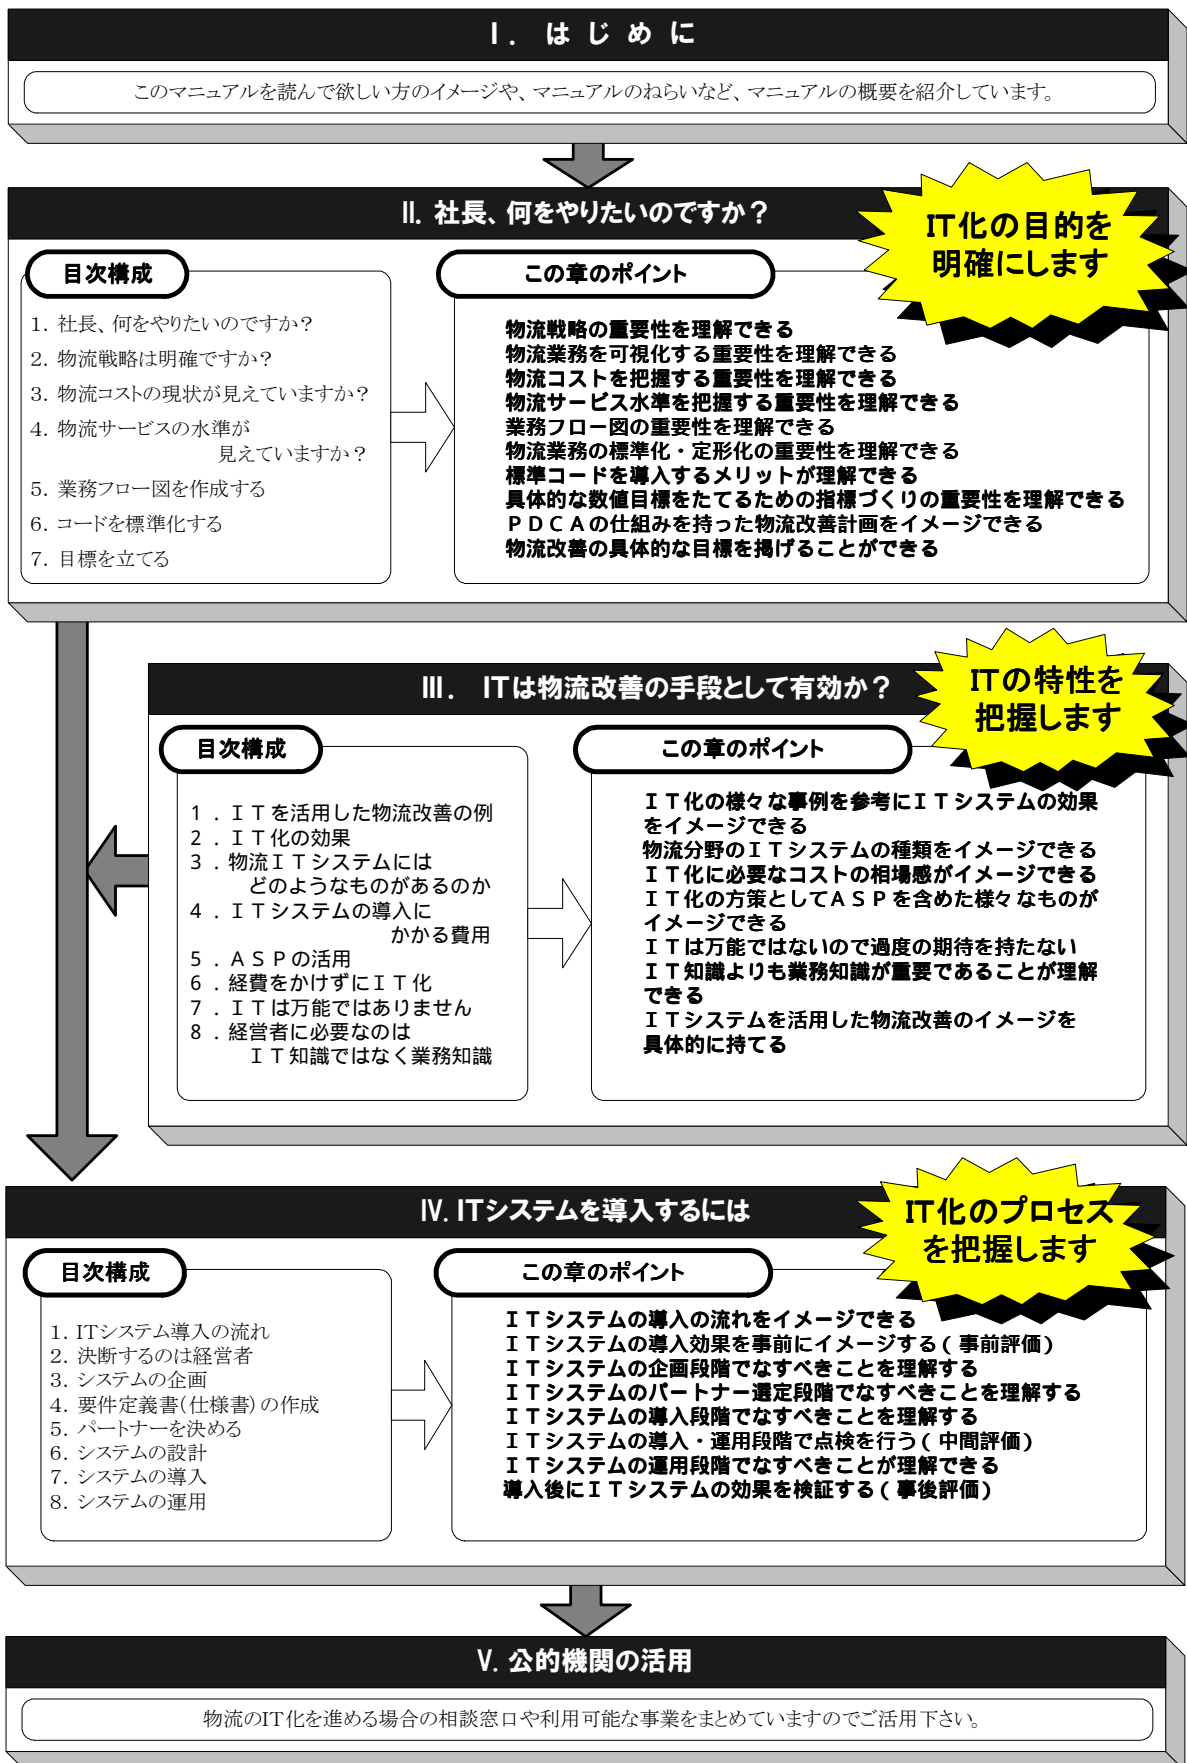 Ⅰ. はじめに
このマニュアルを読んで欲しい方のイメージや、マニュアルのねらいなど、マニュアルの概要を紹介しています。
Ⅱ. 社長、何をやりたいのですか？
IT化の目的を
明確にします
目次構成
1. 社長、何をやりたいのですか？
2. 物流戦略は明確ですか？
3. 物流コストの現状が見えていますか？
4. 物流サービスの水準が
見えていますか？
5. 業務フロー図を作成する
6. コードを標準化する
7. 目標を立てる
この章のポイント
物流戦略の重要性を理解できる
物流業務を可視化する重要性を理解できる
物流コストを把握する重要性を理解できる
物流サービス水準を把握する重要性を理解できる
業務フロー図の重要性を理解できる
物流業務の標準化・定形化の重要性を理解できる
標準コードを導入するメリットが理解できる
具体的な数値目標をたてるための指標づくりの重要性を理解できる
ＰＤＣＡの仕組みを持った物流改善計画をイメージできる
物流改善の具体的な目標を掲げることができる
Ⅲ. ITは物流改善の手段として有効か？
ITの特性を
把握します
目次構成
１．ＩＴを活用した物流改善の例
２．ＩＴ化の効果
３．物流ＩＴシステムには
どのようなものがあるのか
４．ＩＴシステムの導入に
かかる費用
５．ＡＳＰの活用
６．経費をかけずにＩＴ化
７．ＩＴは万能ではありません
８．経営者に必要なのは
ＩＴ知識ではなく業務知識
この章のポイント
ＩＴ化の様々な事例を参考にＩＴシステムの効果
をイメージできる
物流分野のＩＴシステムの種類をイメージできる
ＩＴ化に必要なコストの相場感がイメージできる
ＩＴ化の方策としてＡＳＰを含めた様々なものが
イメージできる
ＩＴは万能ではないので過度の期待を持たない
ＩＴ知識よりも業務知識が重要であることが理解
できる
ＩＴシステムを活用した物流改善のイメージを
具体的に持てる
Ⅳ. ITシステムを導入するには
IT化のプロセス
を把握します
目次構成
1. ITシステム導入の流れ
2. 決断するのは経営者
3. システムの企画
4. 要件定義書(仕様書)の作成
5. パートナーを決める
6. システムの設計
7. システムの導入
8. システムの運用
この章のポイント
ＩＴシステムの導入の流れをイメージできる
ＩＴシステムの導入効果を事前にイメージする（事前評価）
ＩＴシステムの企画段階でなすべきことを理解する
ＩＴシステムのパートナー選定段階でなすべきことを理解する
ＩＴシステムの導入段階でなすべきことを理解する
ＩＴシステムの導入・運用段階で点検を行う（中間評価）
ＩＴシステムの運用段階でなすべきことが理解できる
導入後にＩＴシステムの効果を検証する（事後評価）
Ⅴ. 公的機関の活用
物流のIT化を進める場合の相談窓口や利用可能な事業をまとめていますのでご活用下さい。